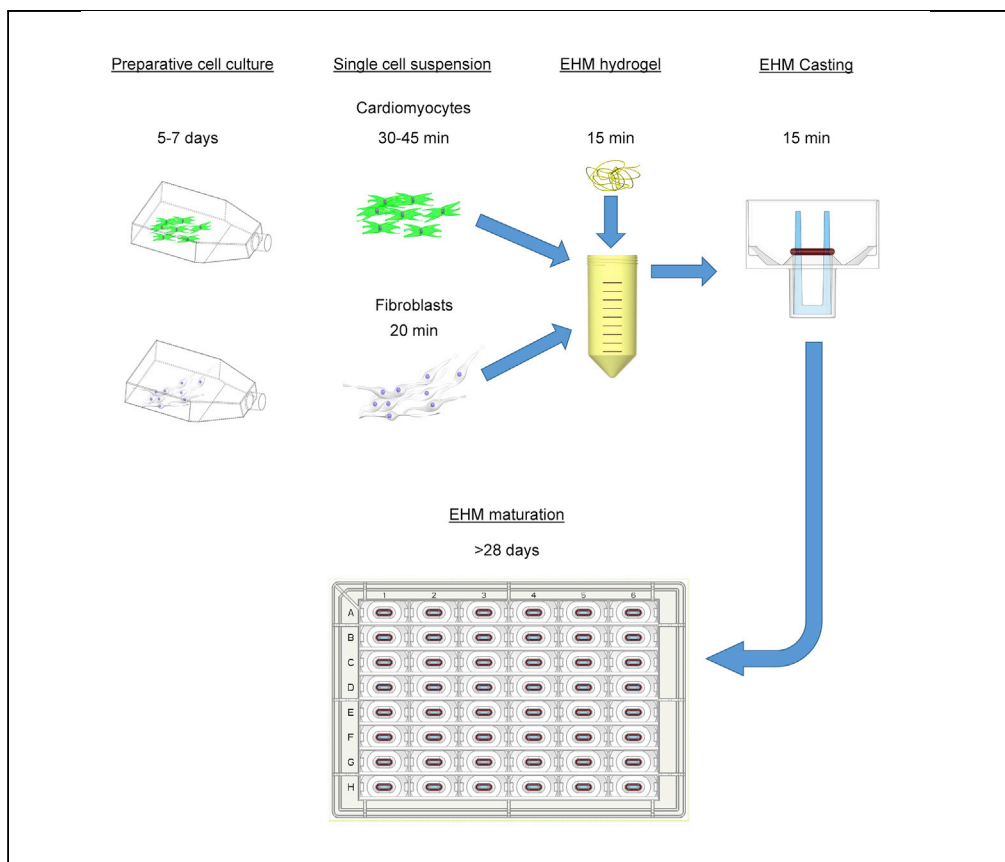 Preparative cell culture
Single cell suspension
EHM hydrogel
EHM Casting
Cardiomyocytes
5-7 days
30-45 min
15 min
15 min
Fibroblasts
20 min
EHM maturation
>28 days
1 2 3 4 5 6
A
B
C
D
E
F
G
H